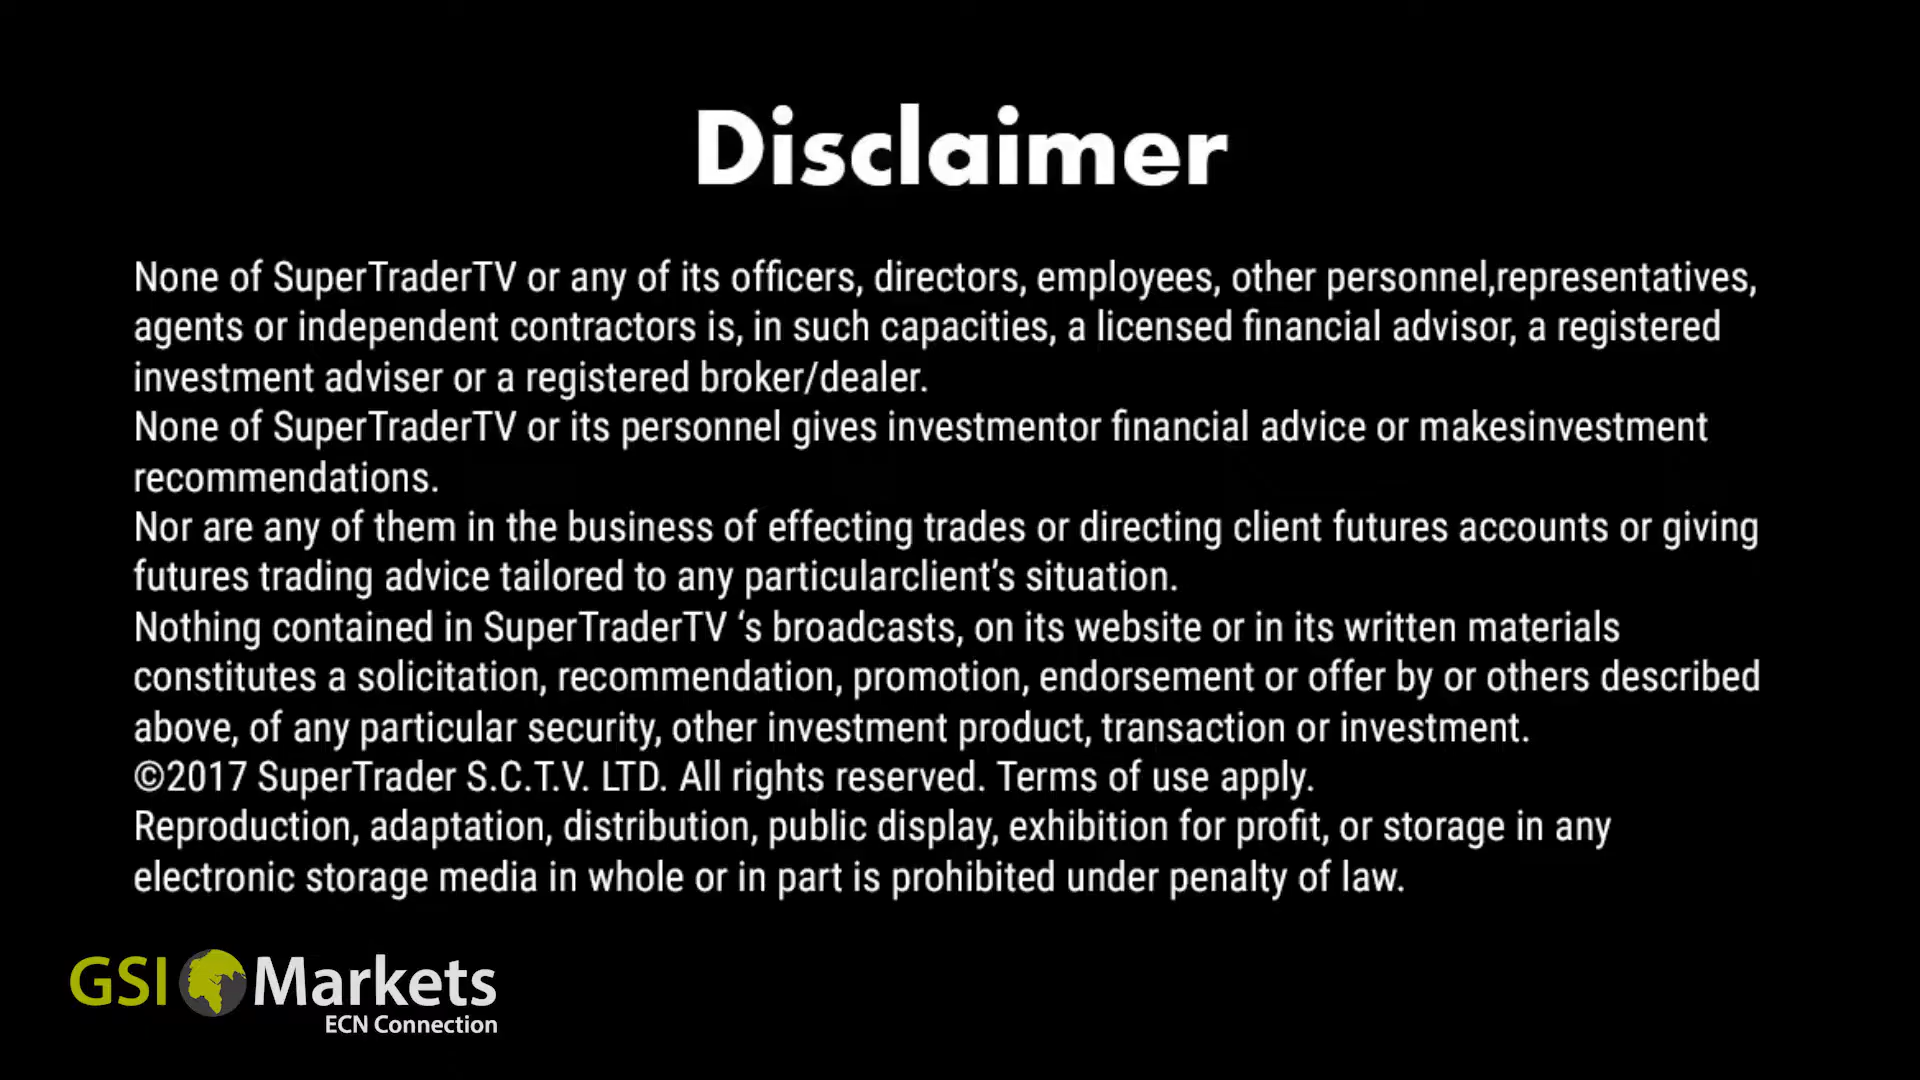 Disclaimer
None of SuperTraderTV or any of its officers, directors, employees, other personnel,representatives,
agents or independent contractors is, in such capacities, a licensed financial advisor, a registered
investment adviser or a registered broker/dealer.
None of SuperTraderTV or its personnel gives investmentor financial advice or makesinvestment
recommendations.
Nor are any of them in the business of effecting trades or directing client futures accounts or giving
futures trading advice tailored to any particularclient’s situation.
Nothing contained in SuperTraderTV ‘s broadcasts, on its website or in its written materials
constitutes a solicitation, recommendation, promotion, endorsement or offer by or others described
above, of any particular security, other investment product, transaction or investment.
©2017 SuperTrader S.C.T.V. LTD. All rights reserved. Terms of use apply.
Reproduction, adaptation, distribution, public display, exhibition for profit, or storage in any
electronic storage media in whole or in part is prohibited under penalty of law.
GSI Markets
ECN Connection